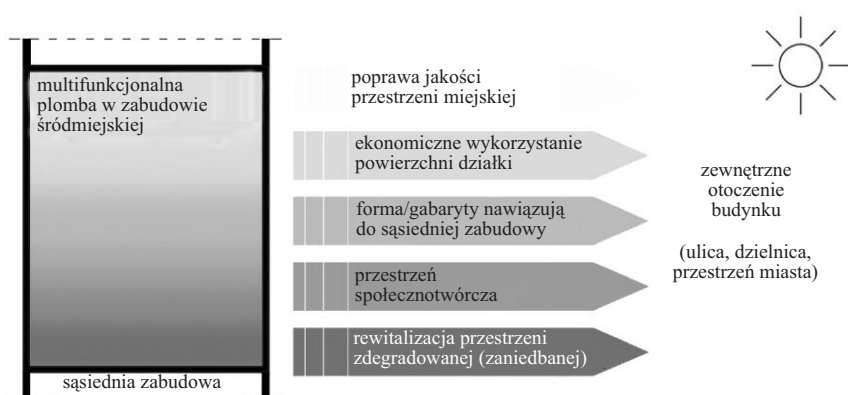 multifunkcjonalna
plomba w zabudowie
śródmiejskiej
sąsiednia zabudowa
poprawa jakości
przestrzeni miejskiej
ekonomiczne wykorzystanie
powierzchni działki
forma/gabaryty nawiązują
do sąsiedniej zabudowy
przestrzeń
społecznotwórcza
rewitalizacja przestrzeni
zdegradowanej (zaniedbanej)
zewnętrzne
otoczenie
budynku
(ulica, dzielnica,
przestrzeń miasta)